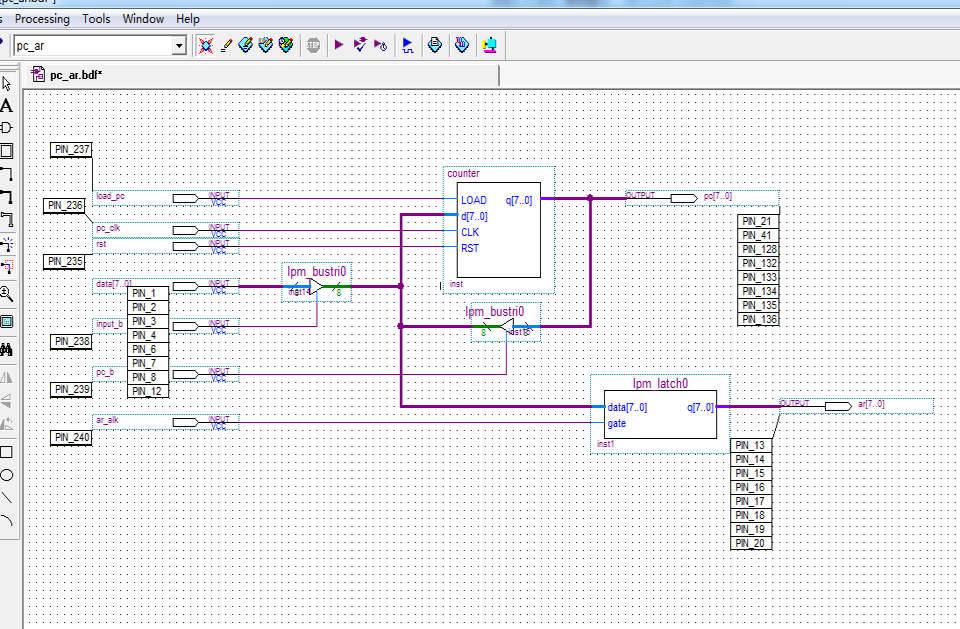 Processing Tools Window Help
pc_ar
STOP
pc_ar.bdf*
PIN_237
counter
load_pc
INPUT
VCC
LOAD
q[7..0]
OUTPUT
pc[7..0]
PIN_236
d[7..0]
pc_clk
INPUT
VCC
CLK
rst
INPUT
VCC
RST
PIN_235
PIN_21
PIN_41
PIN_128
PIN_132
PIN_133
PIN_134
PIN_135
PIN_136
lpm_bustri0
data[7..0]
INPUT
VCC
8
inst
PIN_1
PIN_2
PIN_3
PIN_4
PIN_6
PIN_7
PIN_8
PIN_12
lpm_bustri0
input_b
INPUT
VCC
8
PIN_238
pc_b
INPUT
VCC
PIN_239
lpm_latch0
data[7..0]
q[7..0]
OUTPUT
ar[7..0]
ar_alk
INPUT
VCC
gate
PIN_240
inst1
PIN_13
PIN_14
PIN_15
PIN_16
PIN_17
PIN_18
PIN_19
PIN_20